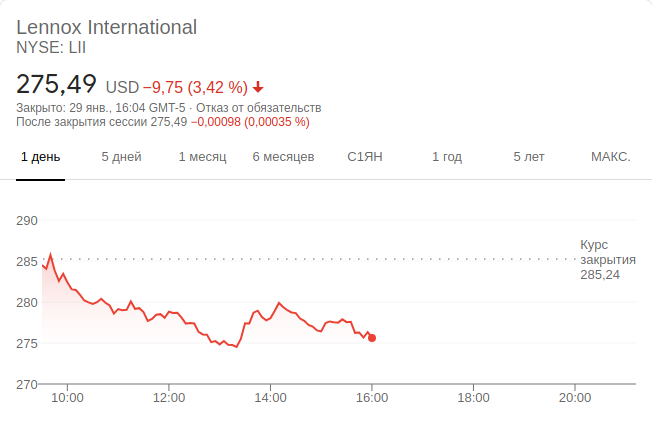 Lennox International
NYSE: LII
275,49 USD −9,75 (3,42 %)
Закрыто: 29 янв., 16:04 GMT-5 · Отказ от обязательств
После закрытия сессии 275,49 −0,00098 (0,00035 %)
1 день 5 дней 1 месяц 6 месяцев С1ЯН 1 год 5 лет МАКС.
290
Курс
закрытия
285,24
285
280
275
270
10:00 12:00 14:00 16:00 18:00 20:00